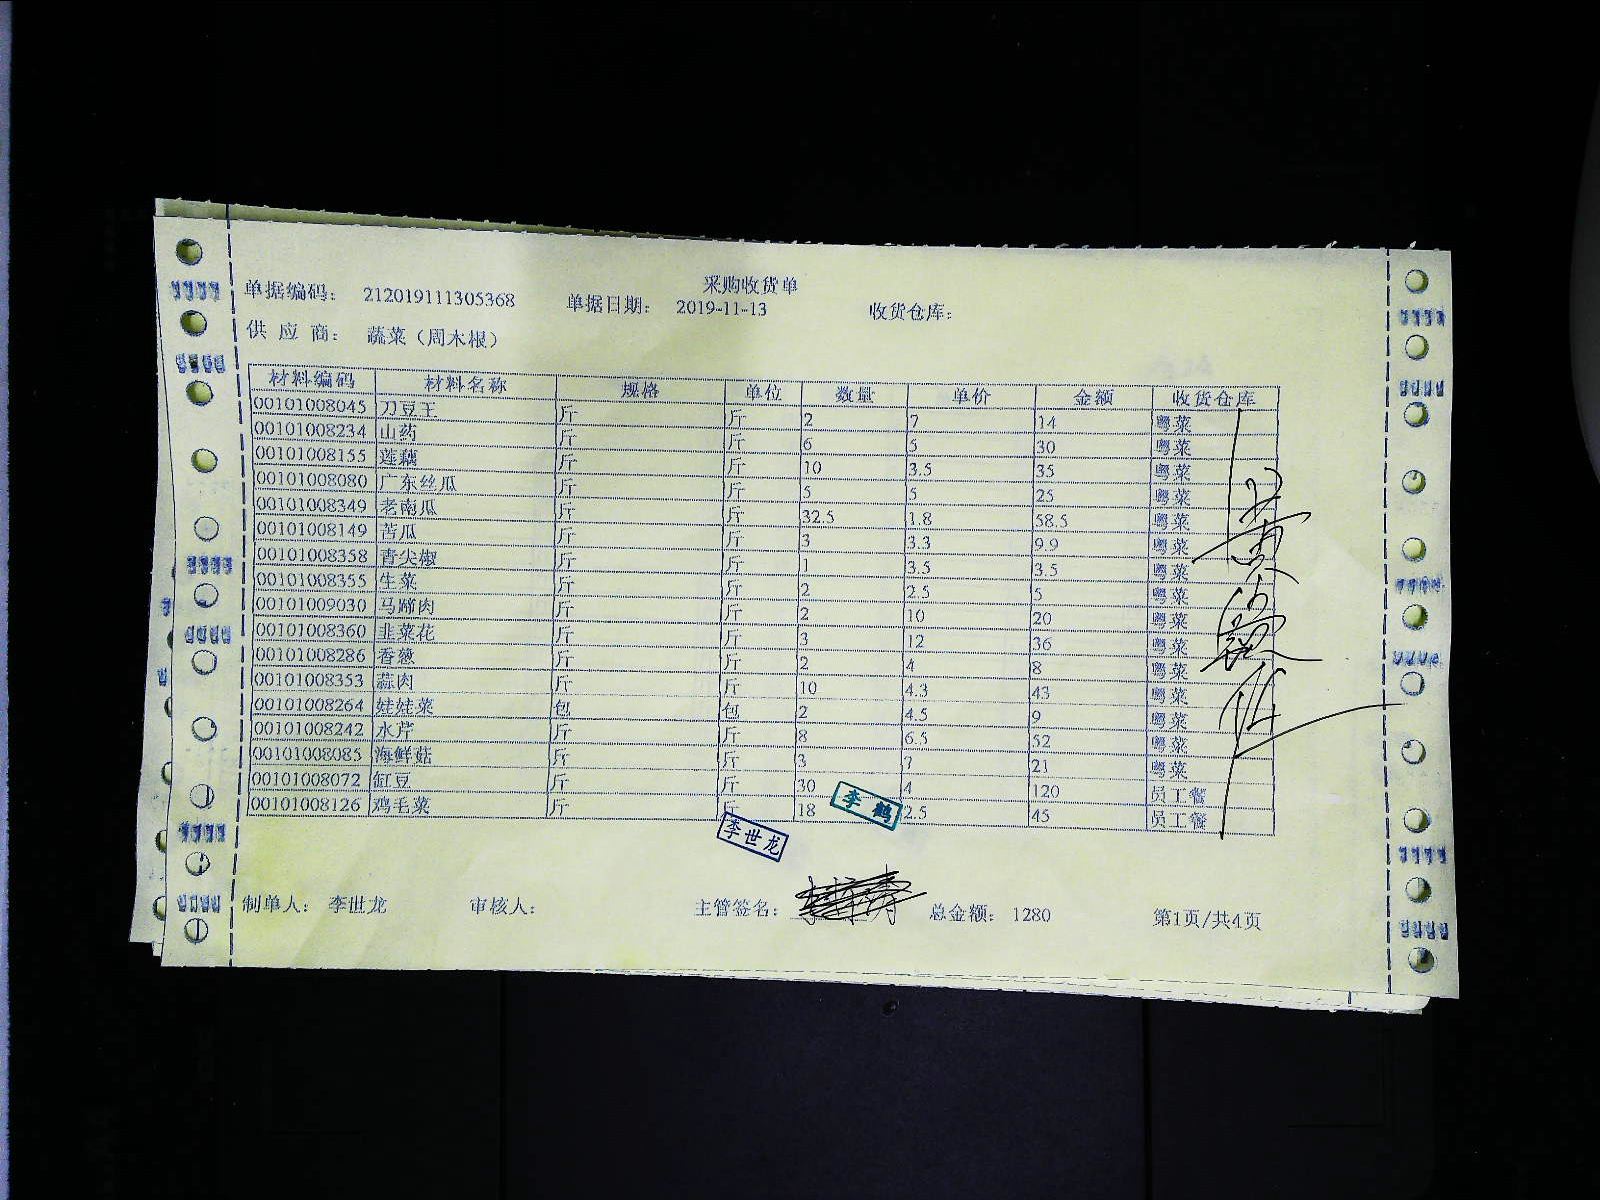 采购收货单
单据编码： 212019111305368 单据日期： 2019-11-13 收货仓库：
供 应 商： 蔬菜（周木根）
材料编码 材料名称 规格 单位 数量 单价 金额 收货仓库
00101008045 刀豆王 斤 斤 2 7 14 粤菜
00101008234 山药 斤 斤 6 5 30 粤菜
00101008155 莲藕 斤 斤 10 3.5 35 粤菜
00101008080 广东丝瓜 斤 斤 5 5 25 粤菜
00101008349 老南瓜 斤 斤 32.5 1.8 58.5 粤菜
00101008149 苦瓜 斤 斤 3 3.3 9.9 粤菜
00101008358 青尖椒 斤 斤 1 3.5 3.5 粤菜
00101008355 生菜 斤 斤 2 2.5 5 粤菜
00101009030 马蹄肉 斤 斤 2 10 20 粤菜
00101008360 韭菜花 斤 斤 3 12 36 粤菜
00101008286 香葱 斤 斤 2 4 8 粤菜
00101008353 蒜肉 斤 斤 10 4.3 43 粤菜
00101008264 娃娃菜 包 包 2 4.5 9 粤菜
00101008242 水芹 斤 斤 8 6.5 52 粤菜
00101008085 海鲜菇 斤 斤 3 7 21 粤菜
00101008072 缸豆 斤 斤 30 4 120 员工餐
00101008126 鸡毛菜 斤 斤 18 2.5 45 员工餐
李鹤
李世龙
制单人： 李世龙 审核人： 主管签名： 总金额： 1280 第1页/共4页